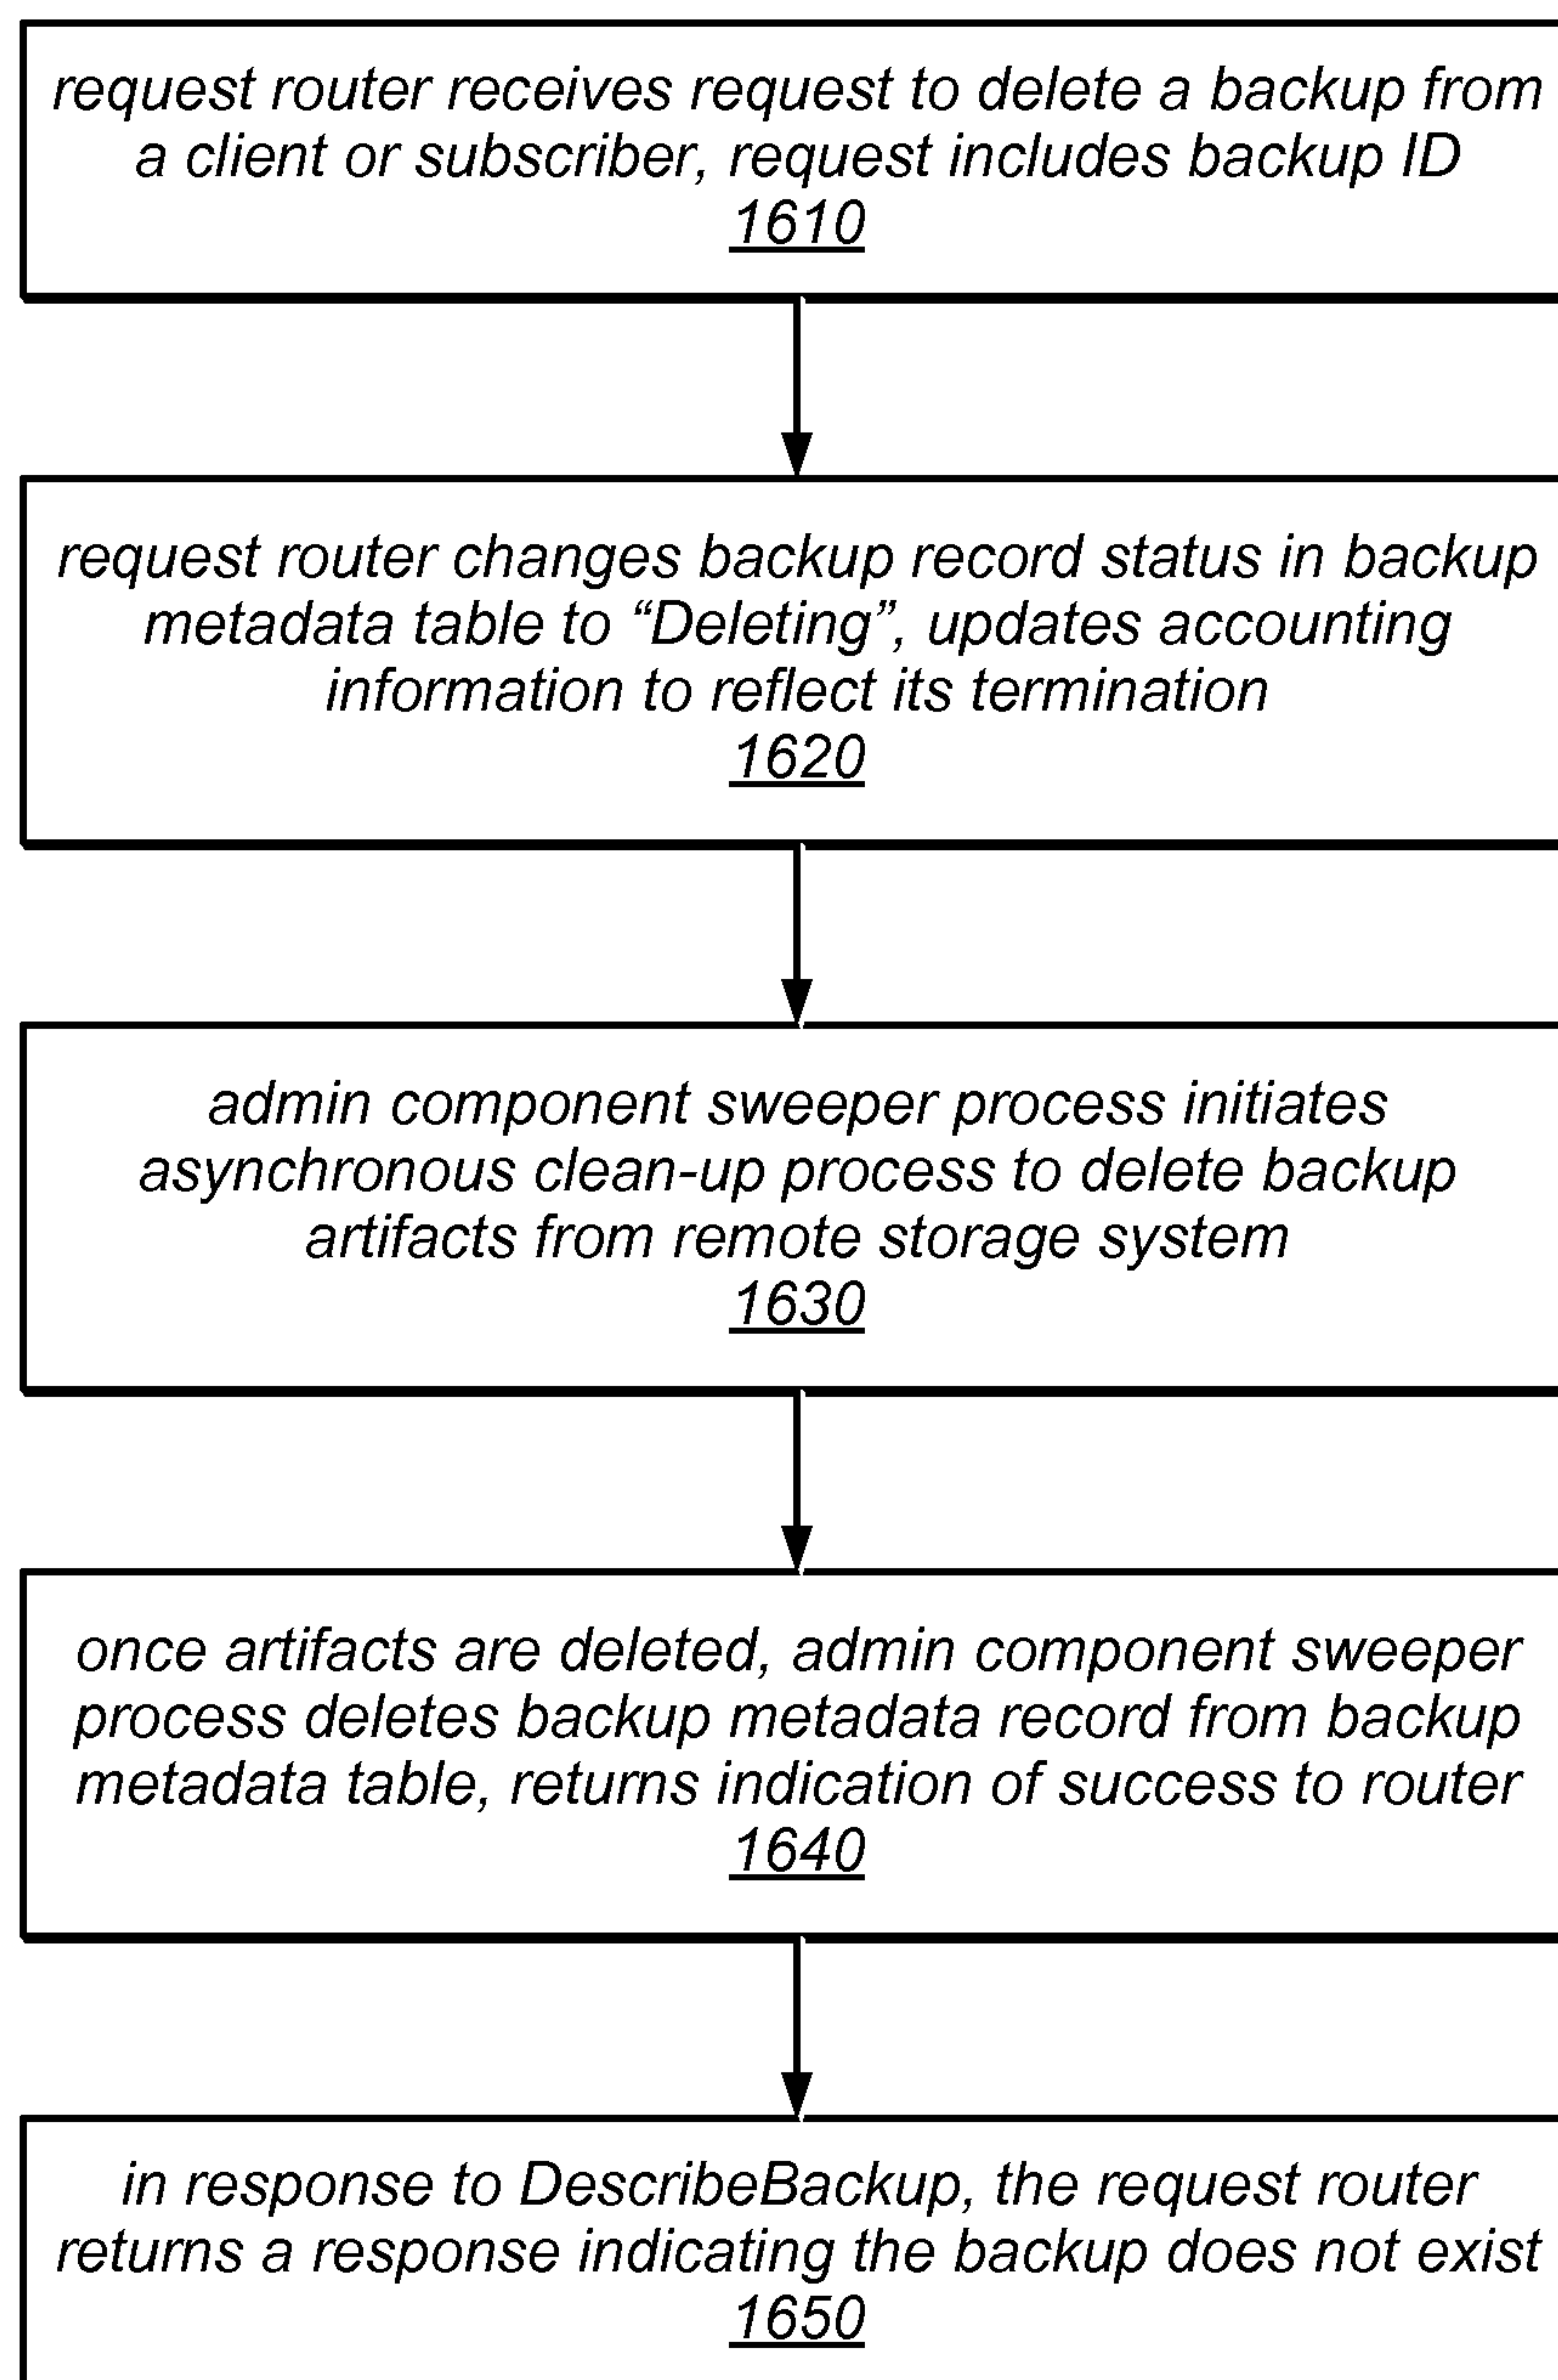 request router receives request to delete a backup from
a client or subscriber, request includes backup ID
1610
request router changes backup record status in backup
metadata table to “Deleting”, updates accounting
information to reflect its termination
1620
admin component sweeper process initiates
asynchronous clean-up process to delete backup
artifacts from remote storage system
1630
once artifacts are deleted, admin component sweeper
process deletes backup metadata record from backup
metadata table, returns indication of success to router
1640
in response to DescribeBackup, the request router
returns a response indicating the backup does not exist
1650